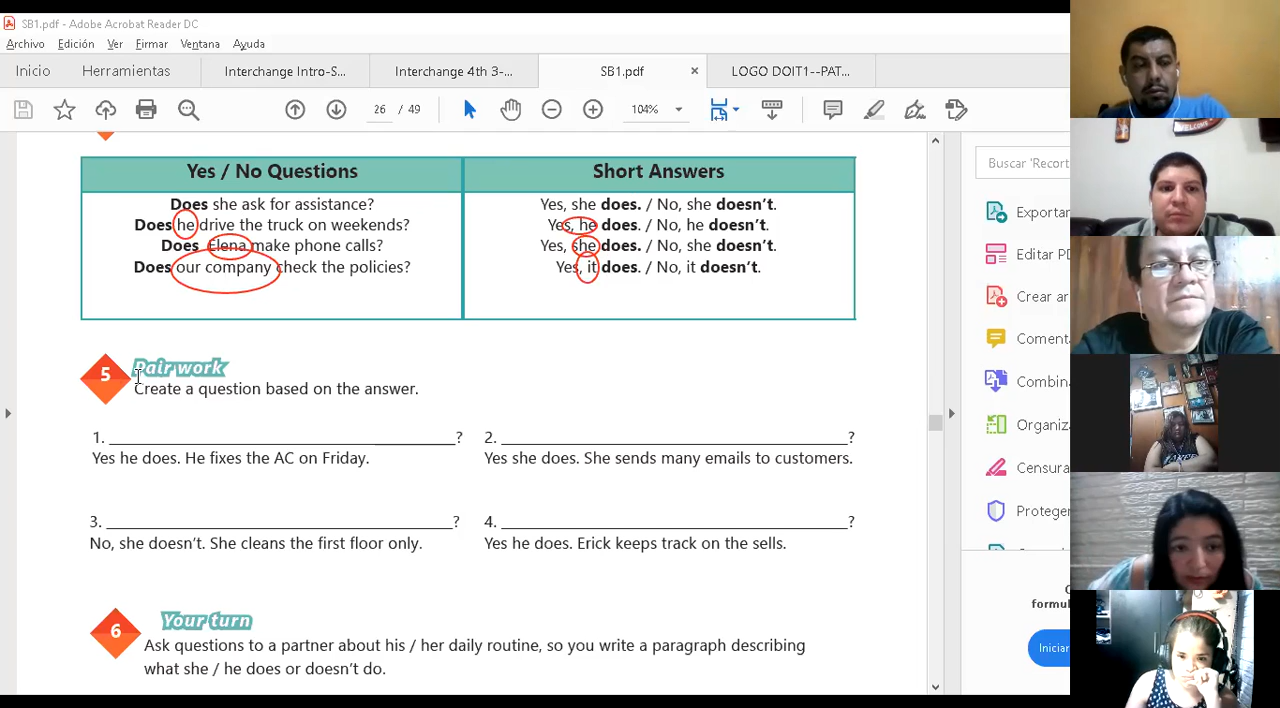 SB1.pdf - Adobe Acrobat Reader DC
Archivo Edición Ver Firmar Ventana Ayuda
Inicio Herramientas Interchange Intro-S... Interchange 4th 3-... SB1.pdf × LOGO DOIT1--PAT...
26 / 49 104%
Yes / No Questions Short Answers
Does she ask for assistance? Yes, she does. / No, she doesn't.
Does he drive the truck on weekends? Yes, he does. / No, he doesn't.
Does Elena make phone calls? Yes, she does. / No, she doesn't.
Does our company check the policies? Yes, it does. / No, it doesn't.
5 Pair work
Create a question based on the answer.
1. ? 2. ?
Yes he does. He fixes the AC on Friday. Yes she does. She sends many emails to customers.
3. ? 4. ?
No, she doesn't. She cleans the first floor only. Yes he does. Erick keeps track on the sells.
6 Your turn
Ask questions to a partner about his / her daily routine, so you write a paragraph describing
what she / he does or doesn't do.
Buscar 'Recort
Exportar
Editar PD
Crear ar
Comenta
Combina
Organiza
Censura
Proteger
formul
Iniciar
WELCOME